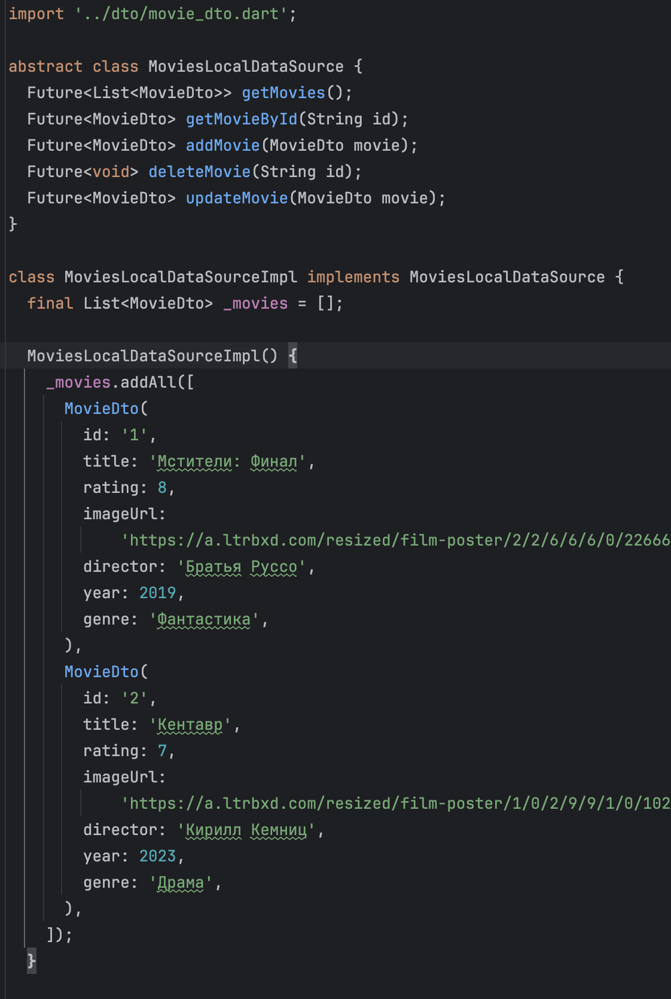 import '../dto/movie_dto.dart';
abstract class MoviesLocalDataSource {
Future<List<MovieDto>> getMovies();
Future<MovieDto> getMovieById(String id);
Future<MovieDto> addMovie(MovieDto movie);
Future<void> deleteMovie(String id);
Future<MovieDto> updateMovie(MovieDto movie);
}
class MoviesLocalDataSourceImpl implements MoviesLocalDataSource {
final List<MovieDto> _movies = [];
MoviesLocalDataSourceImpl() {
_movies.addAll([
MovieDto(
id: '1',
title: 'Мстители: Финал',
rating: 8,
imageUrl:
'https://a.ltrbxd.com/resized/film-poster/2/2/6/6/6/0/22666
director: 'Братья Руссо',
year: 2019,
genre: 'Фантастика',
),
MovieDto(
id: '2',
title: 'Кентавр',
rating: 7,
imageUrl:
'https://a.ltrbxd.com/resized/film-poster/1/0/2/9/9/1/0/102
director: 'Кирилл Кемниц',
year: 2023,
genre: 'Драма',
),
]);
}